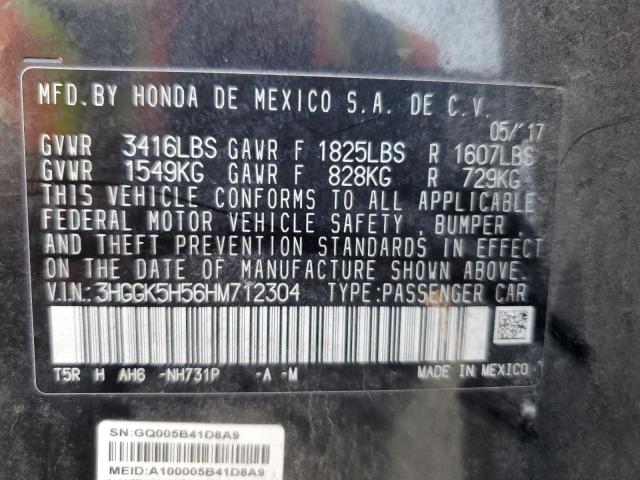 MFD. BY HONDA DE MEXICO S.A. DE C.V.
05/'17
GVWR 3416LBS GAWR F 1825LBS R 1607LBS
GVWR 1549KG GAWR F 828KG R 729KG
THIS VEHICLE CONFORMS TO ALL APPLICABLE
FEDERAL MOTOR VEHICLE SAFETY, BUMPER,
AND THEFT PREVENTION STANDARDS IN EFFECT
ON THE DATE OF MANUFACTURE SHOWN ABOVE.
V.I.N: 3HGGK5H56HM712304 TYPE:PASSENGER CAR
T5R H AH6 -NH731P -A -M MADE IN MEXICO
SN:GQ005B41D8A9
MEID:A100005B41D8A9